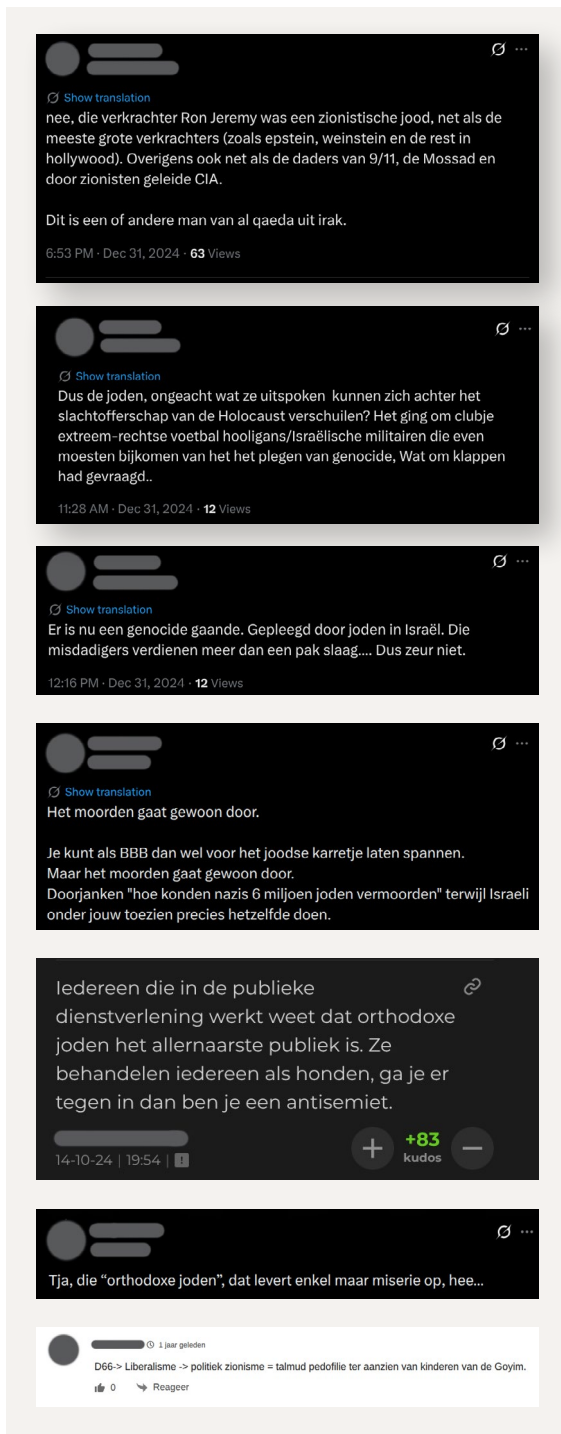 Show translation
nee, die verkrachter Ron Jeremy was een zionistische jood, net als de
meeste grote verkrachters (zoals epstein, weinstein en de rest in
hollywood). Overigens ook net als de daders van 9/11, de Mossad en
door zionisten geleide CIA.
Dit is een of andere man van al qaeda uit irak.
6:53 PM · Dec 31, 2024 · 63 Views
Show translation
Dus de joden, ongeacht wat ze uitspoken kunnen zich achter het
slachtofferschap van de Holocaust verschuilen? Het ging om clubje
extreem-rechtse voetbal hooligans/Israëlische militairen die even
moesten bijkomen van het het plegen van genocide, Wat om klappen
had gevraagd..
11:28 AM · Dec 31, 2024 · 12 Views
Show translation
Er is nu een genocide gaande. Gepleegd door joden in Israël. Die
misdadigers verdienen meer dan een pak slaag.... Dus zeur niet.
12:16 PM · Dec 31, 2024 · 12 Views
Show translation
Het moorden gaat gewoon door.
Je kunt als BBB dan wel voor het joodse karretje laten spannen.
Maar het moorden gaat gewoon door.
Doorjanken "hoe konden nazis 6 miljoen joden vermoorden" terwijl Israeli
onder jouw toezien precies hetzelfde doen.
Iedereen die in de publieke
dienstverlening werkt weet dat orthodoxe
joden het allernaarste publiek is. Ze
behandelen iedereen als honden, ga je er
tegen in dan ben je een antisemiet.
+83
kudos
14-10-24 | 19:54 |
Tja, die “orthodoxe joden”, dat levert enkel maar miserie op, hee...
1 jaar geleden
D66-> Liberalisme -> politiek zionisme = talmud pedofilie ter aanzien van kinderen van de Goyim.
0 Reageer